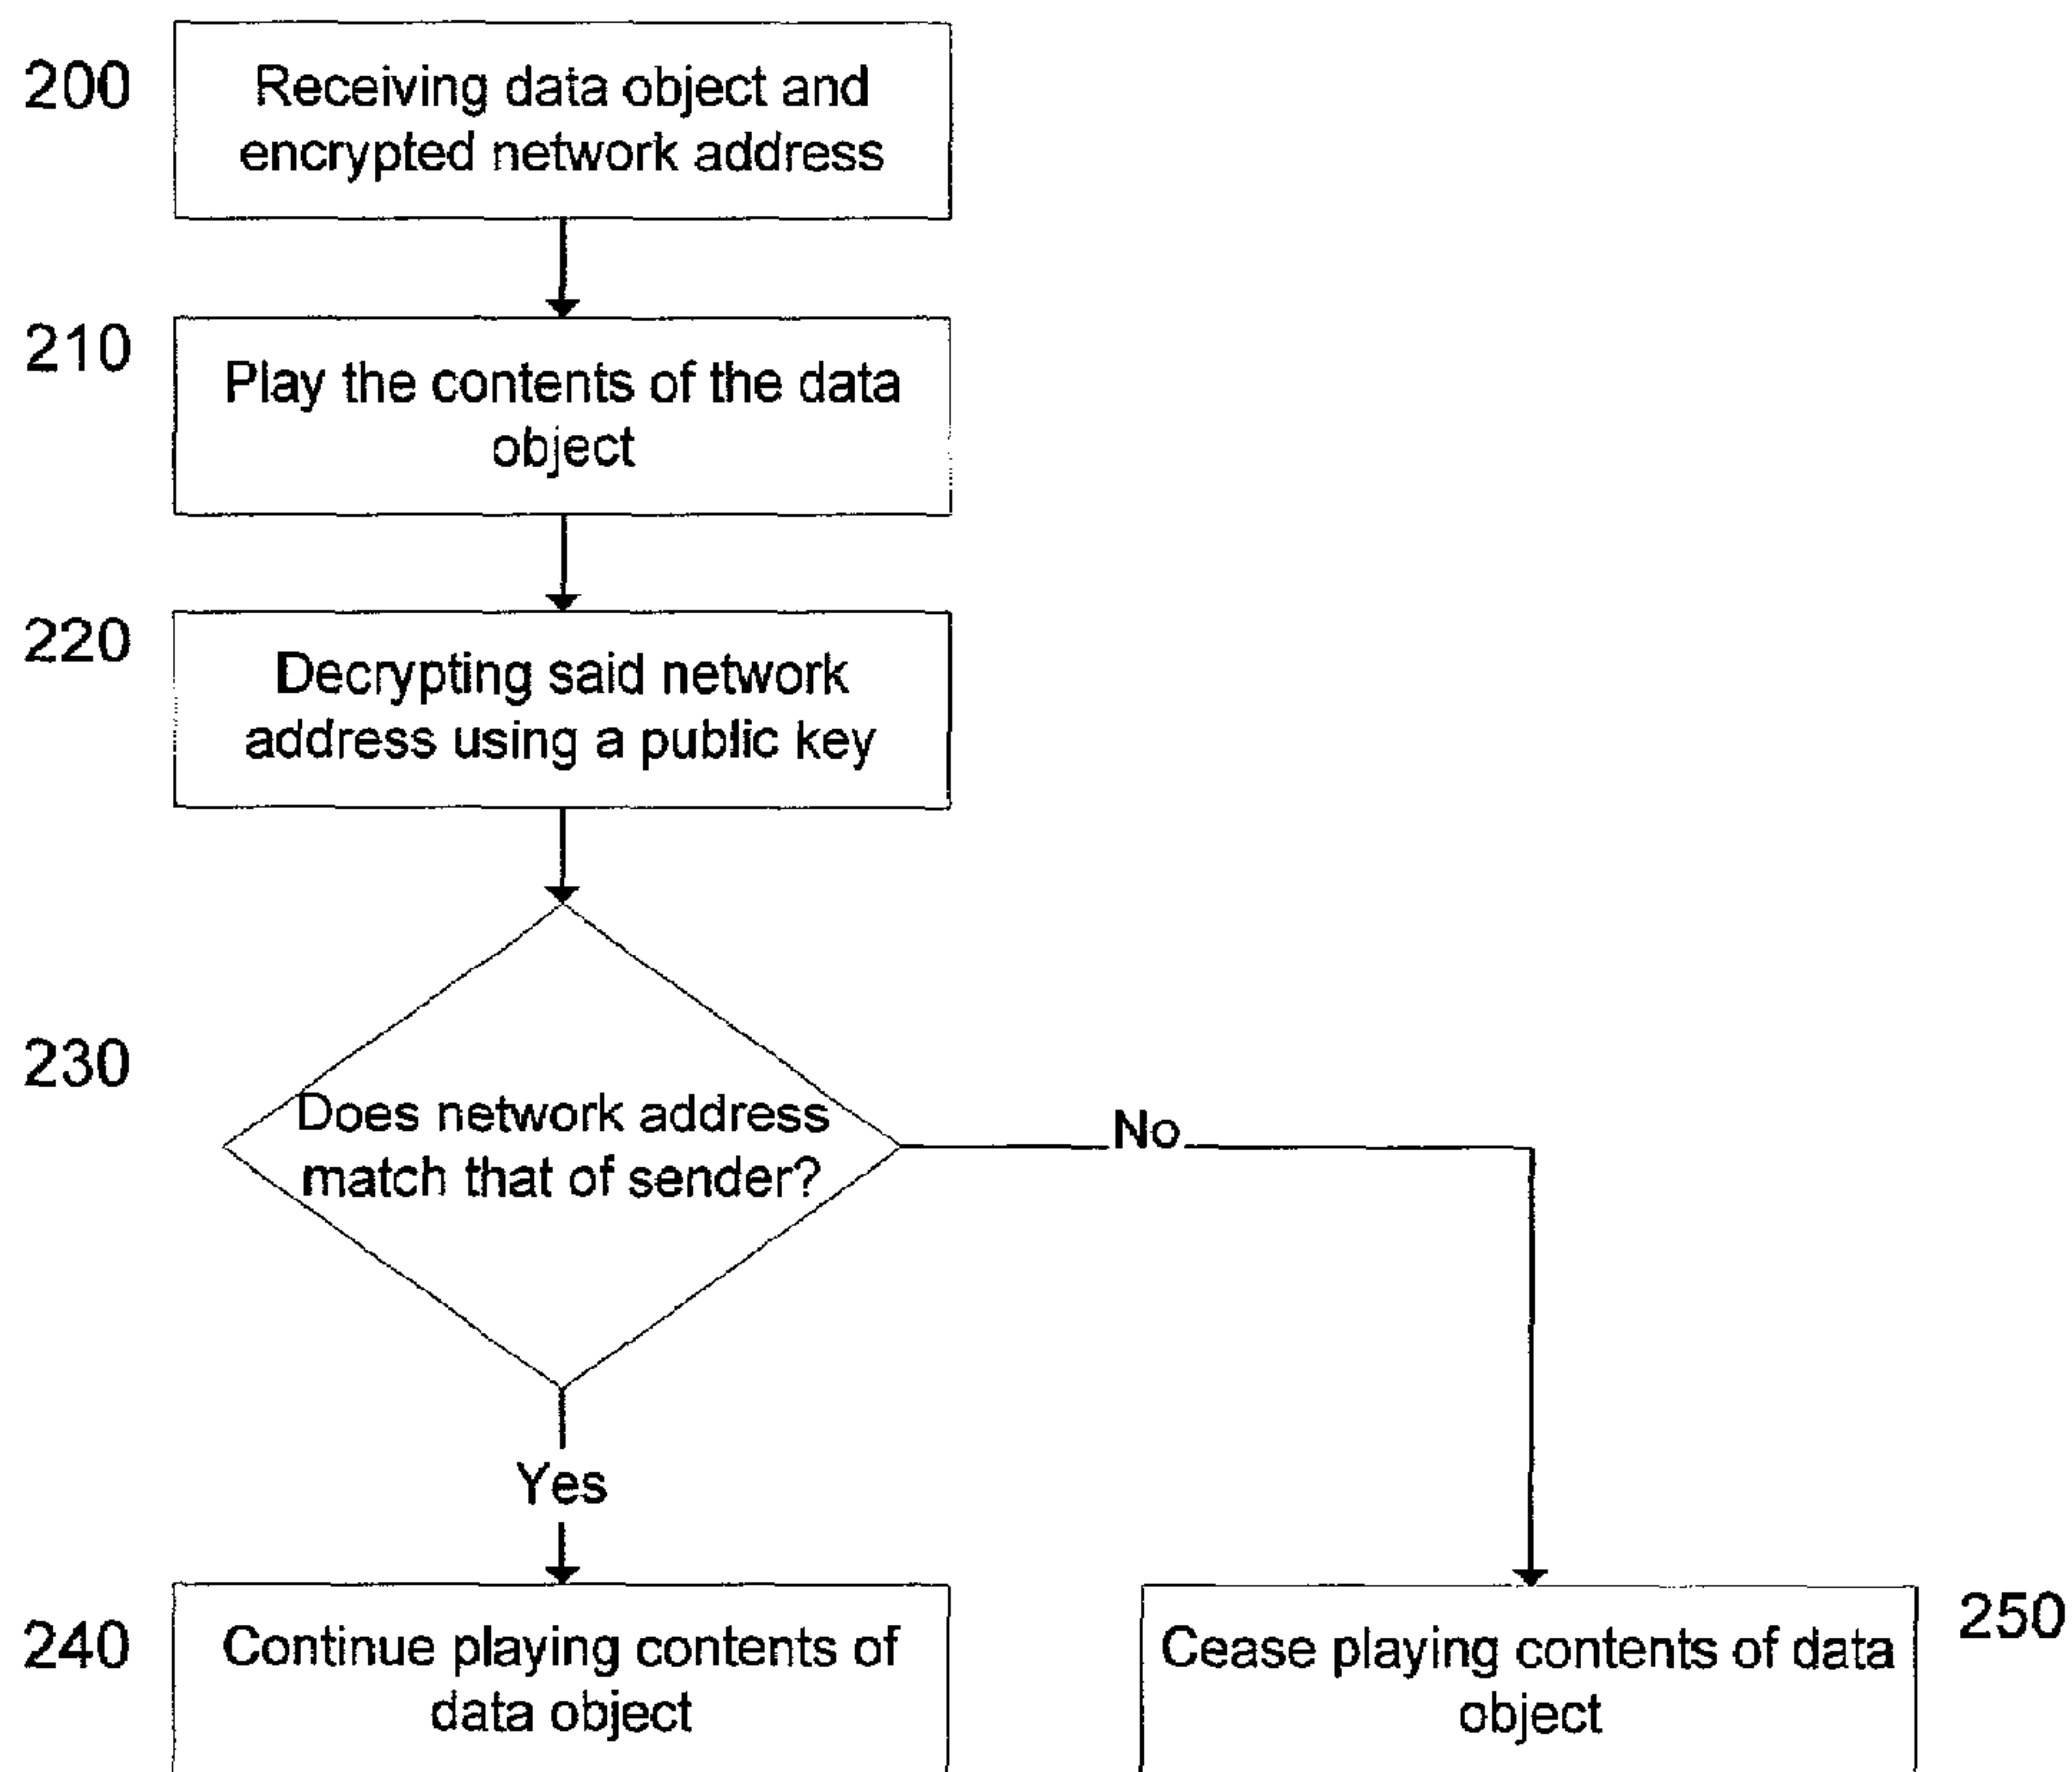 200
Receiving data object and
encrypted network address
210
Play the contents of the data
object
220
Decrypting said network
address using a public key
230
Does network address
match that of sender?
No
Yes
240
Continue playing contents of
data object
Cease playing contents of data
object
250